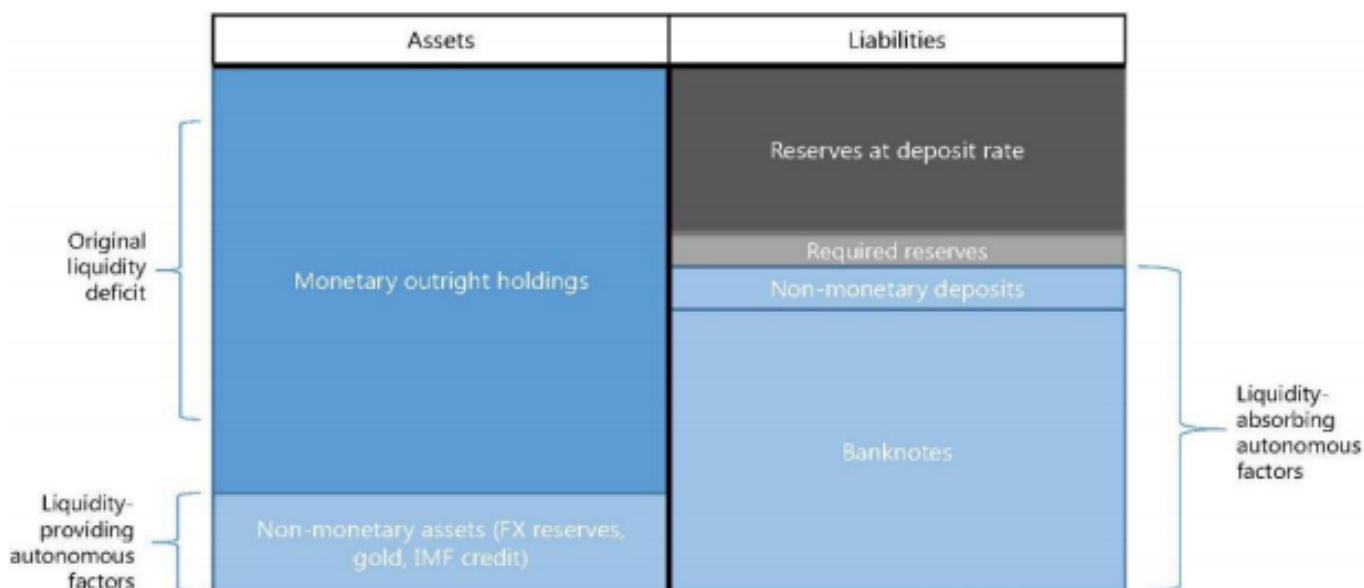 Assets
Liabilities
Reserves at deposit rate
Original
liquidity
deficit
Monetary outright holdings
Required reserves
Non-monetary deposits
Liquidity-
absorbing
autonomous
factors
Banknotes
Liquidity-
providing
autonomous
factors
Non-monetary assets (FX reserves,
gold, IMF credit)